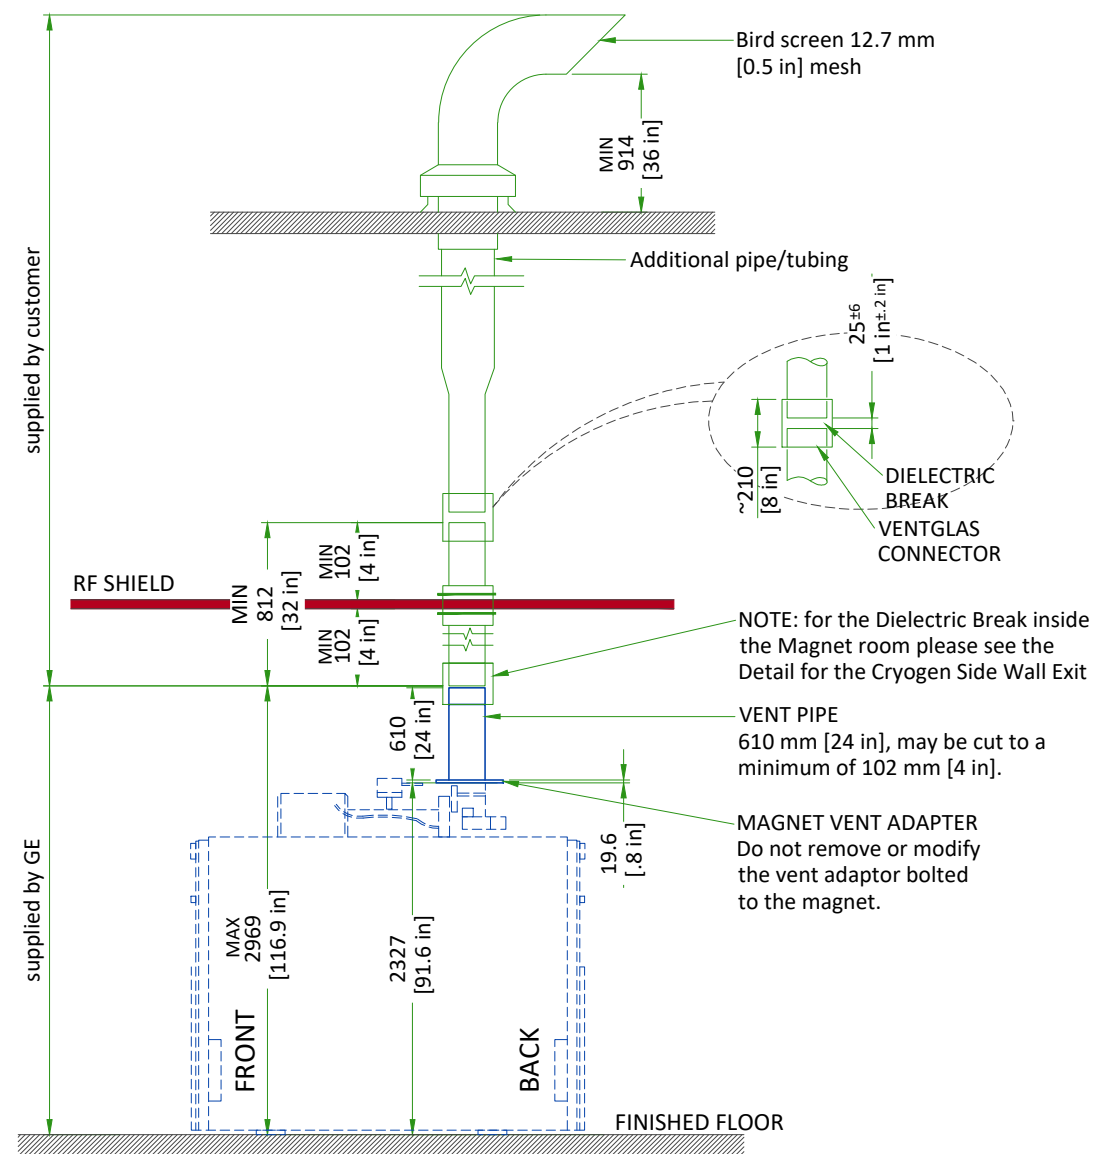 Bird screen 12.7 mm
[0.5 in] mesh
MIN
914
[36 in]
supplied by customer
Additional pipe/tubing
25±6
[1 in±.2 in]
~210
[8 in]
DIELECTRIC
BREAK
VENTGLAS
CONNECTOR
MIN
102
[4 in]
RF SHIELD
MIN
812
[32 in]
MIN
102
[4 in]
NOTE: for the Dielectric Break inside
the Magnet room please see the
Detail for the Cryogen Side Wall Exit
610
[24 in]
VENT PIPE
610 mm [24 in], may be cut to a
minimum of 102 mm [4 in].
19.6
[.8 in]
MAGNET VENT ADAPTER
Do not remove or modify
the vent adaptor bolted
to the magnet.
supplied by GE
MAX
2969
[116.9 in]
2327
[91.6 in]
FRONT
BACK
FINISHED FLOOR